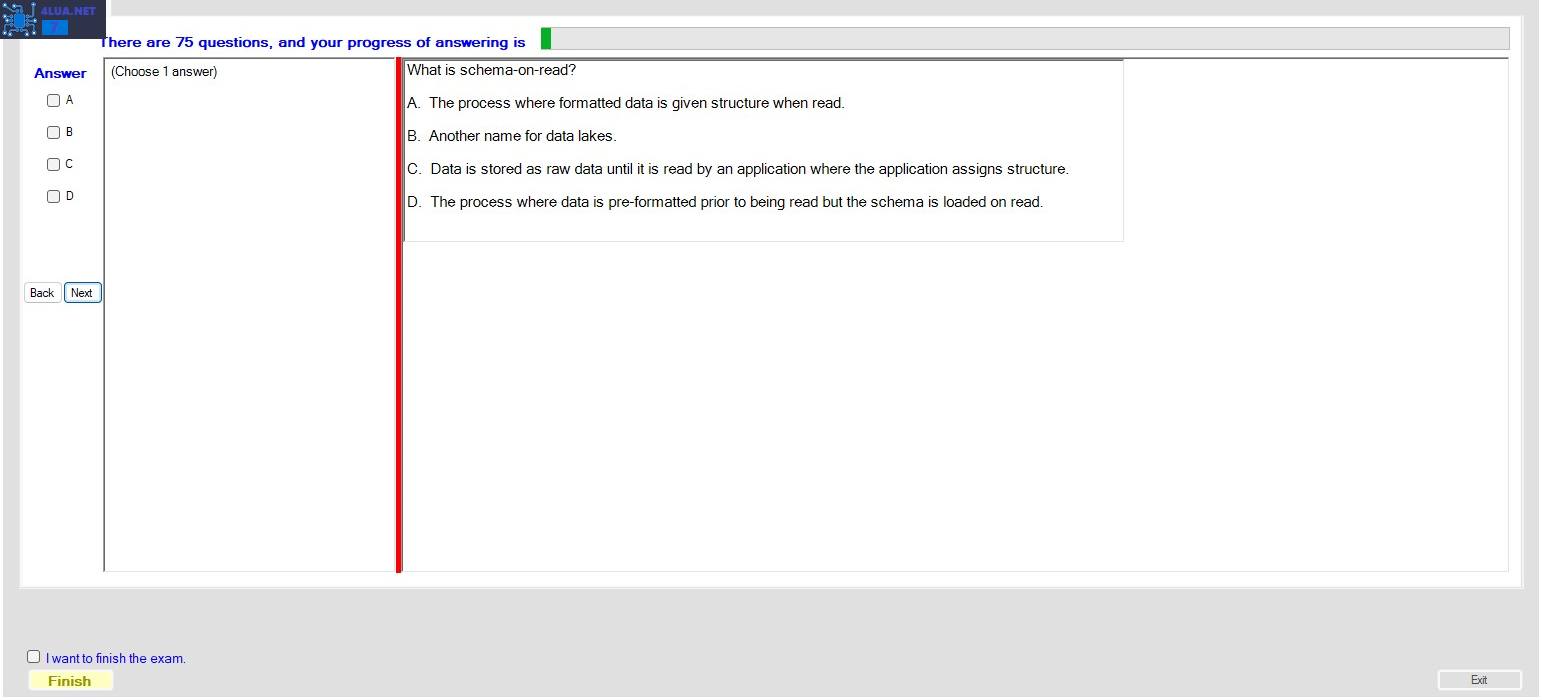 4LUA.NET
7
There are 75 questions, and your progress of answering is
Answer
(Choose 1 answer)
A
B
C
D
What is schema-on-read?
A. The process where formatted data is given structure when read.
B. Another name for data lakes.
C. Data is stored as raw data until it is read by an application where the application assigns structure.
D. The process where data is pre-formatted prior to being read but the schema is loaded on read.
Back Next
I want to finish the exam.
Finish
Exit